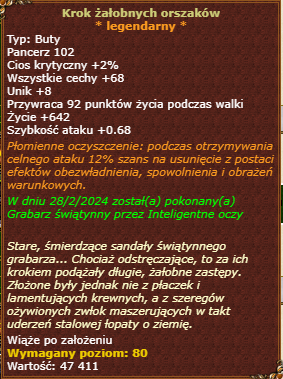 Krok żałobnych orszaków
* legendarny *
Typ: Buty
Pancerz 102
Cios krytyczny +2%
Wszystkie cechy +68
Unik +8
Przywraca 92 punktów życia podczas walki
Życie +642
Szybkość ataku +0.68
Płomienne oczyszczenie: podczas otrzymywania
celnego ataku 12% szans na usunięcie z postaci
efektów obezwładnienia, spowolnienia i obrażeń
warunkowych.
W dniu 28/2/2024 został(a) pokonany(a)
Grabarz świątynny przez Inteligentne oczy
Stare, śmierdzące sandały świątynnego
grabarza... Chociaż odstręczające, to za ich
krokiem podążały długie, żałobne zastępy.
Złożone były jednak nie z płaczek i
lamentujących krewnych, a z szeregów
ożywionych zwłok maszerujących w takt
uderzeń stalowej łopaty o ziemię.
Wiąże po założeniu
Wymagany poziom: 80
Wartość: 47 411